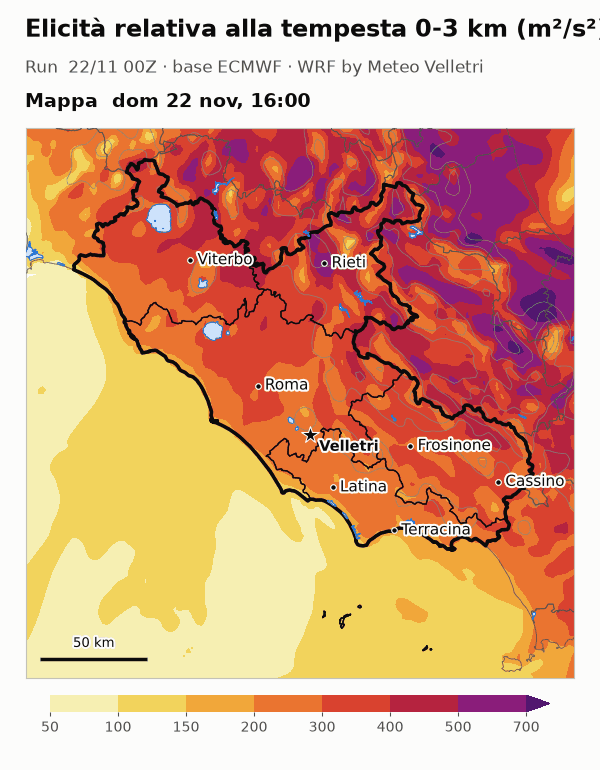 Elicità relativa alla tempesta 0-3 km (m²/s²)
Run  22/11 00Z · base ECMWF · WRF by Meteo Velletri
Mappa  dom 22 nov, 16:00
Viterbo
Rieti
Roma
Velletri
Frosinone
Cassino
Latina
Terracina
50 km
50 100 150 200 300 400 500 700